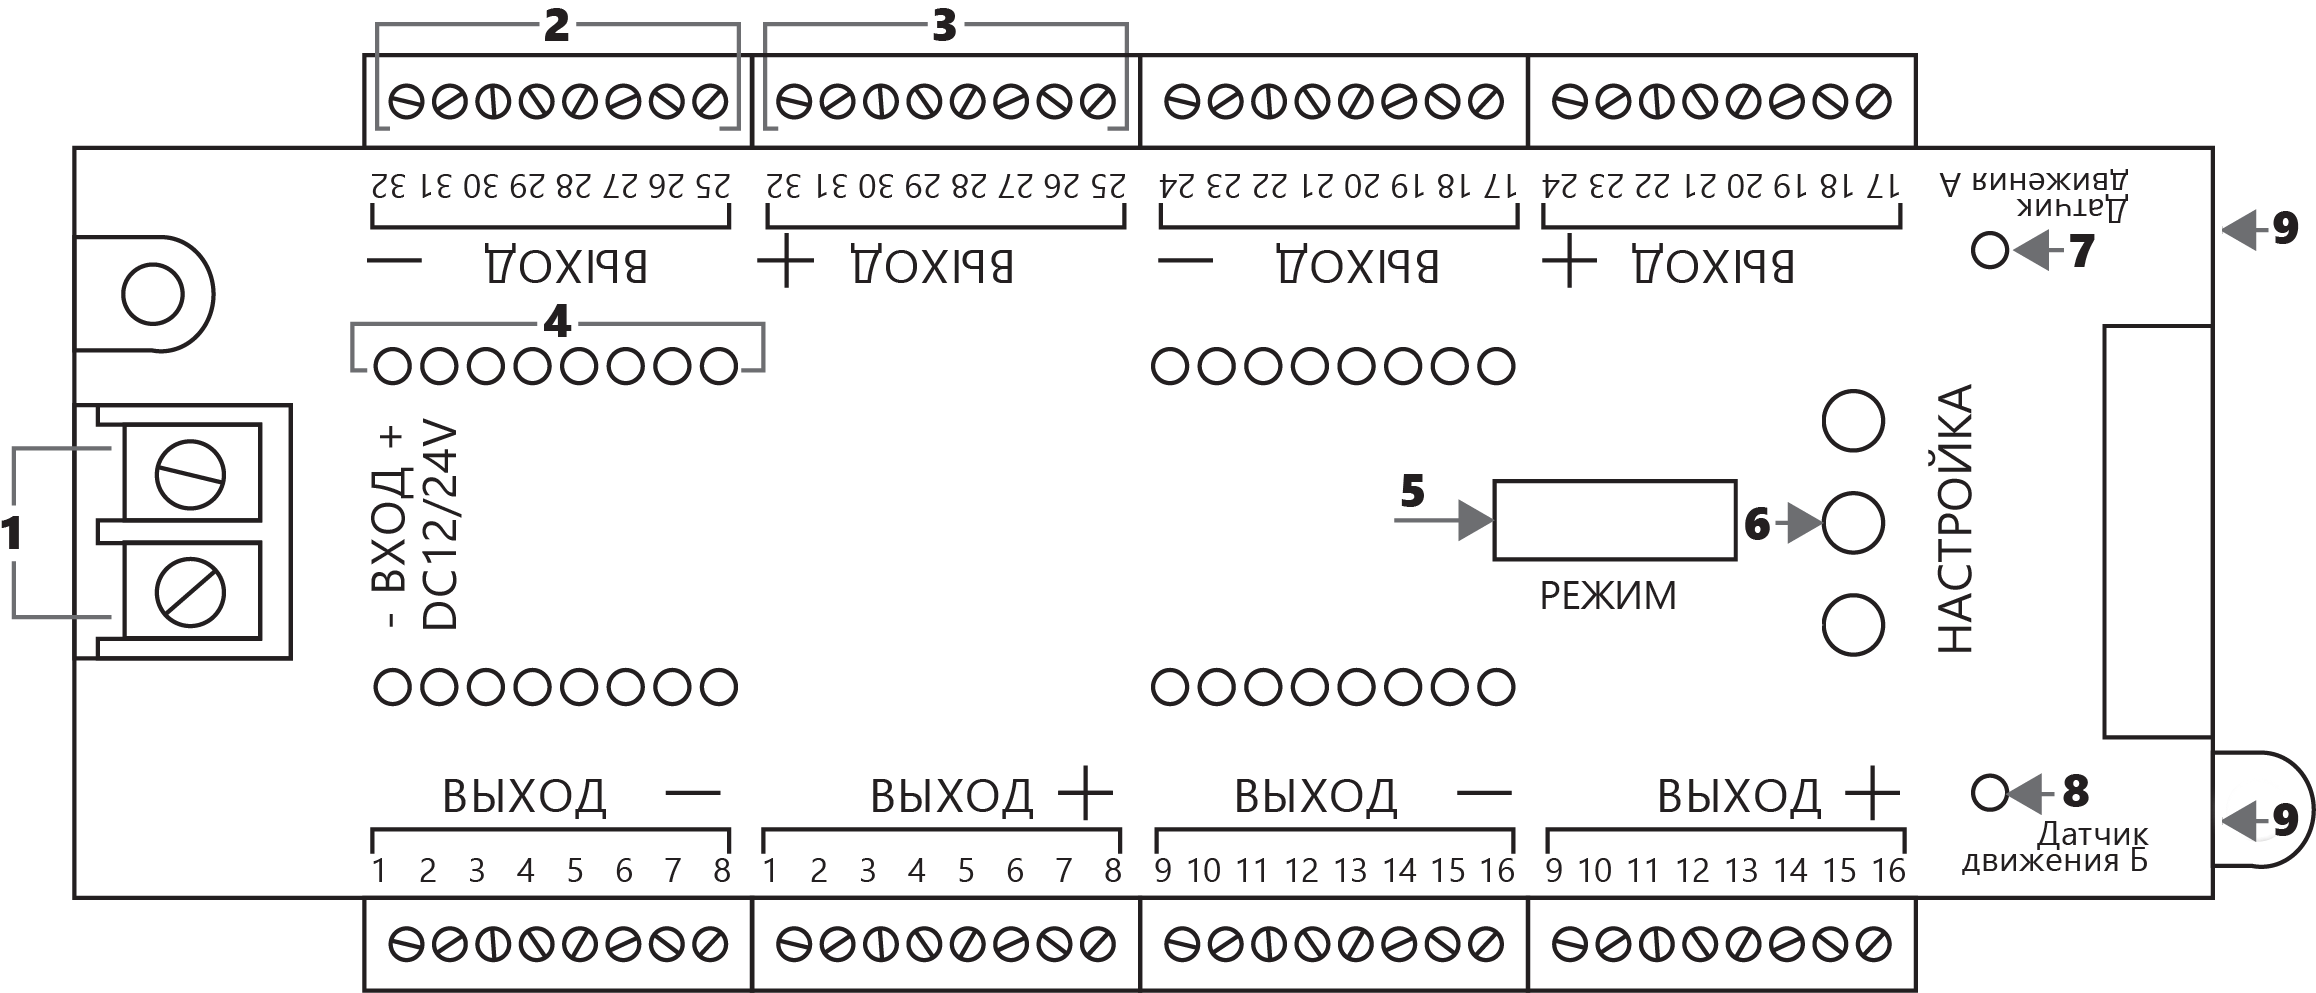 2 3
32 31 30 29 28 27 26 25 32 31 30 29 28 27 26 25 24 23 22 21 20 19 18 17 24 23 22 21 20 19 18 17
Датчик
движения А
— ВЫХОД + ВЫХОД — ВЫХОД + ВЫХОД
7
9
4
1
- ВХОД +
DC12/24V
5
РЕЖИМ
6
НАСТРОЙКА
ВЫХОД — ВЫХОД + ВЫХОД — ВЫХОД +
8
9
Датчик
движения Б
1 2 3 4 5 6 7 8 1 2 3 4 5 6 7 8 9 10 11 12 13 14 15 16 9 10 11 12 13 14 15 16